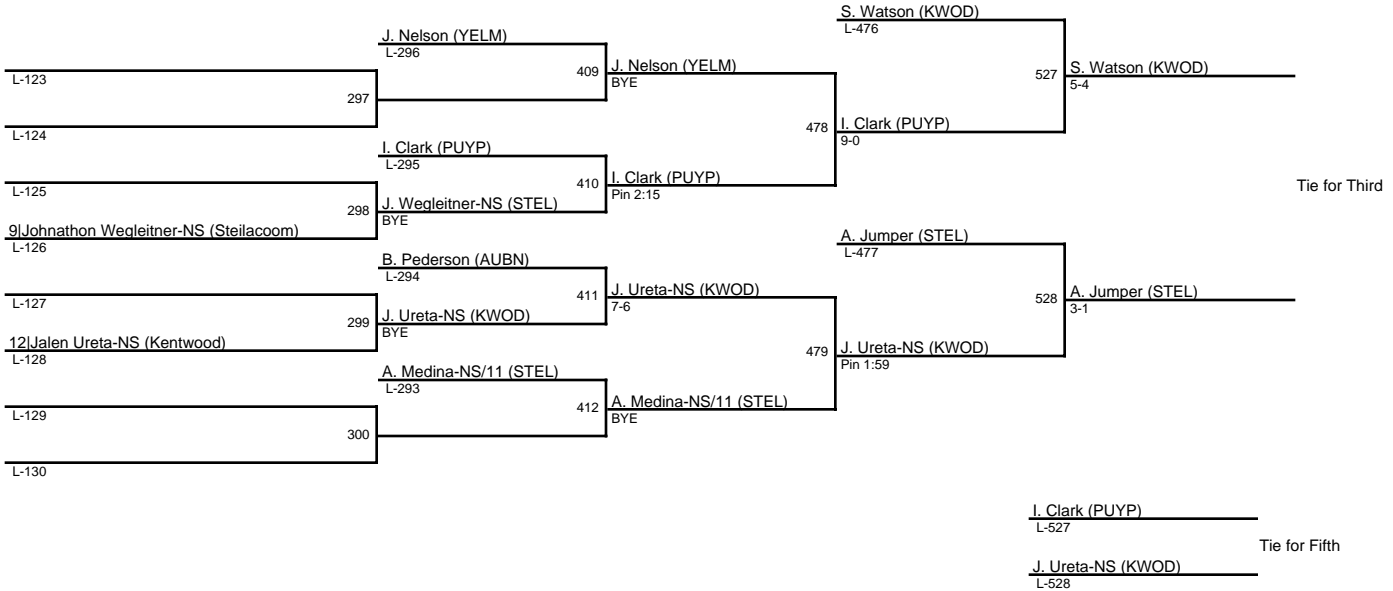 S. Watson (KWOD)
L-476
J. Nelson (YELM)
L-296
409
J. Nelson (YELM)
BYE
527
S. Watson (KWOD)
5-4
L-123
297
L-124
478
I. Clark (PUYP)
9-0
I. Clark (PUYP)
L-295
410
I. Clark (PUYP)
Pin 2:15
L-125
298
J. Wegleitner-NS (STEL)
BYE
9|Johnathon Wegleitner-NS (Steilacoom)
L-126
Tie for Third
A. Jumper (STEL)
L-477
B. Pederson (AUBN)
L-294
411
J. Ureta-NS (KWOD)
7-6
528
A. Jumper (STEL)
3-1
L-127
299
J. Ureta-NS (KWOD)
BYE
12|Jalen Ureta-NS (Kentwood)
L-128
479
J. Ureta-NS (KWOD)
Pin 1:59
A. Medina-NS/11 (STEL)
L-293
412
A. Medina-NS/11 (STEL)
BYE
L-129
300
L-130
I. Clark (PUYP)
L-527
Tie for Fifth
J. Ureta-NS (KWOD)
L-528